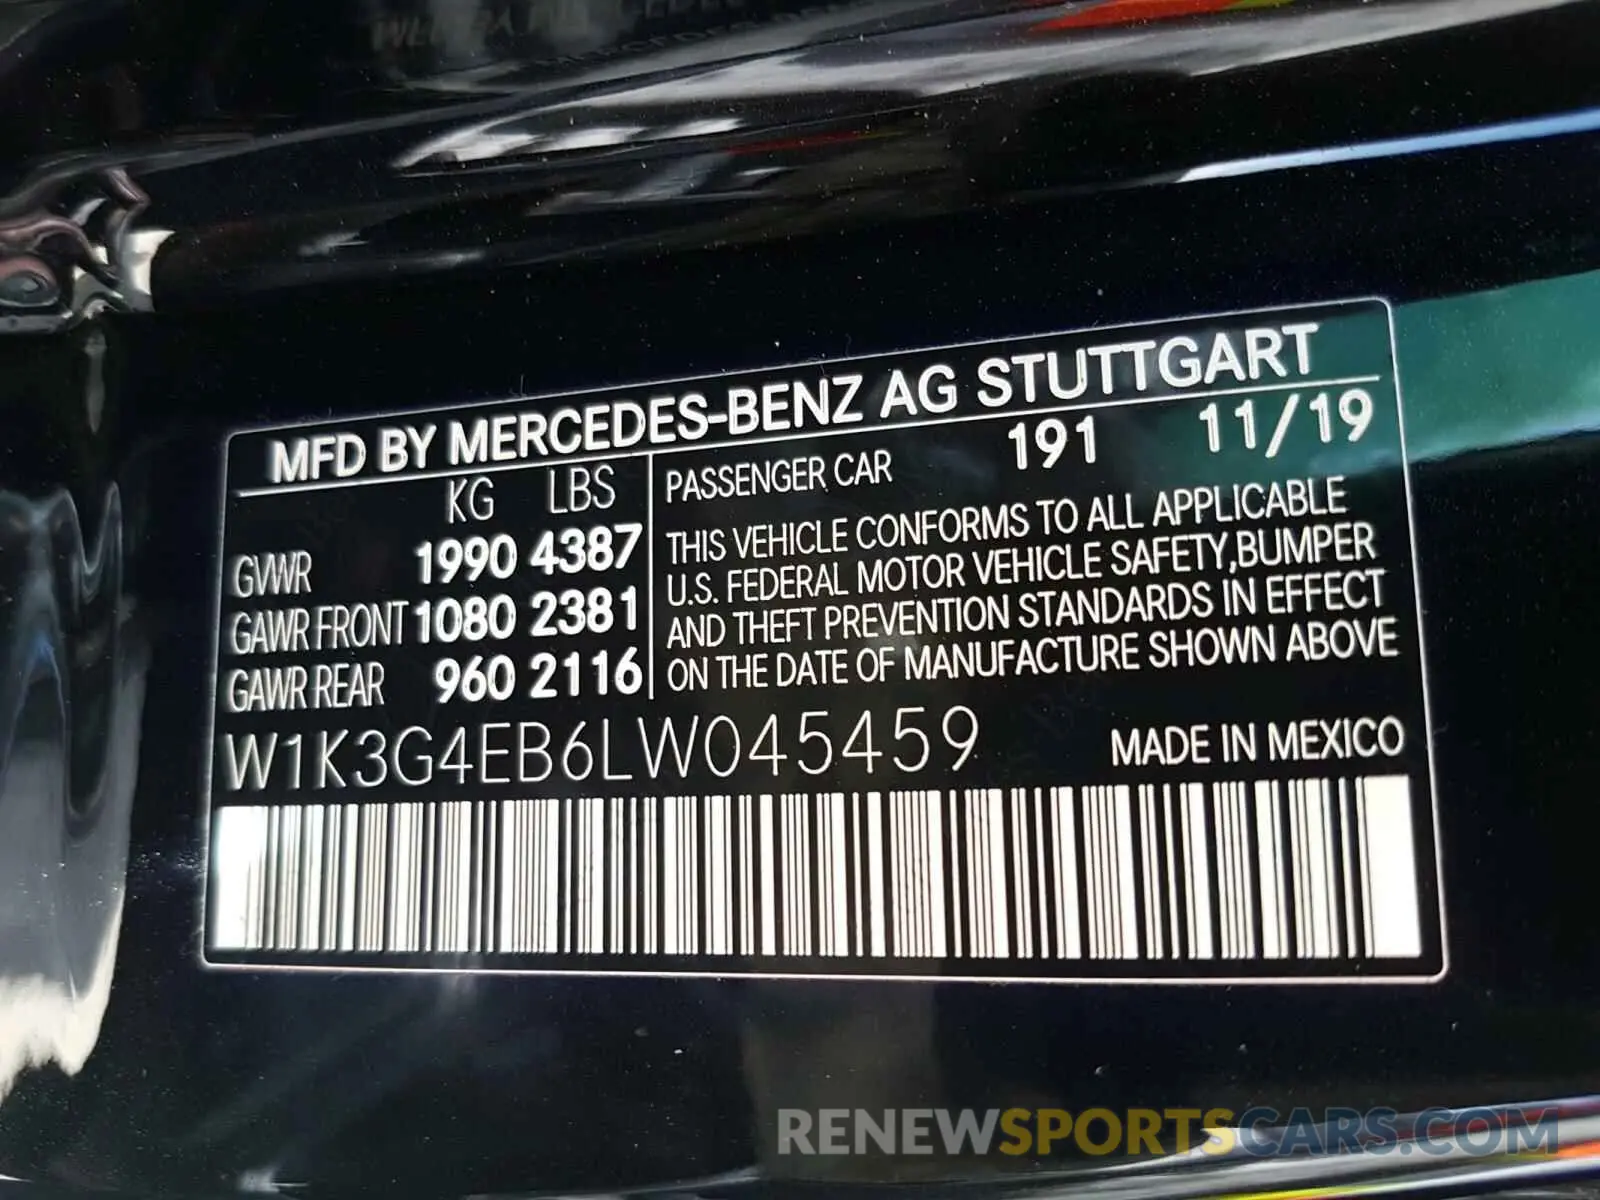 MFD BY MERCEDES-BENZ AG STUTTGART
KG LBS
GVWR 1990 4387
GAWR FRONT 1080 2381
GAWR REAR 960 2116
PASSENGER CAR 191 11/19
THIS VEHICLE CONFORMS TO ALL APPLICABLE
U.S. FEDERAL MOTOR VEHICLE SAFETY,BUMPER
AND THEFT PREVENTION STANDARDS IN EFFECT
ON THE DATE OF MANUFACTURE SHOWN ABOVE
W1K3G4EB6LW045459 MADE IN MEXICO
RENEWSPORTSCARS.COM